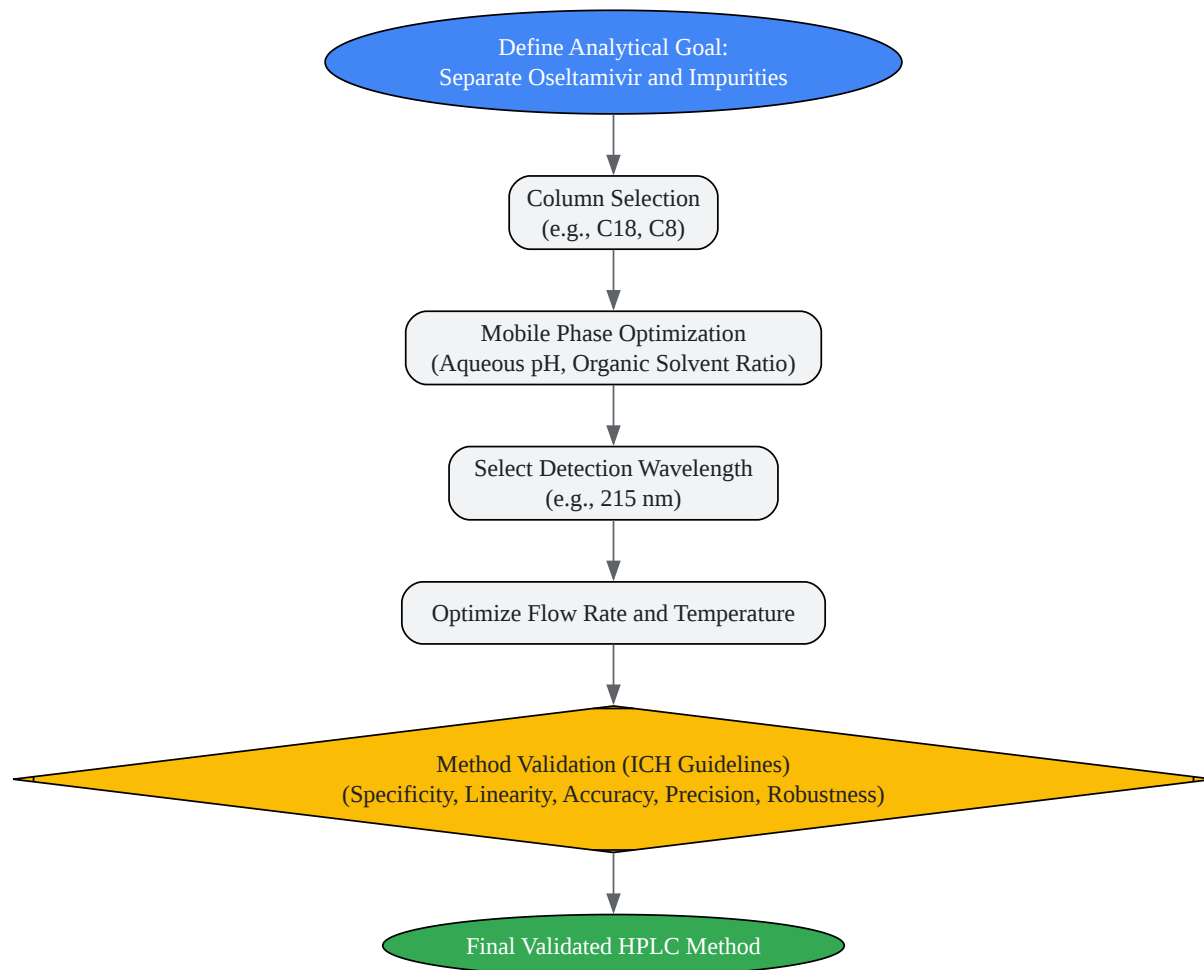 Define Analytical Goal:
Separate Oseltamivir and Impurities
Column Selection
(e.g., C18, C8)
Mobile Phase Optimization
(Aqueous pH, Organic Solvent Ratio)
Select Detection Wavelength
(e.g., 215 nm)
Optimize Flow Rate and Temperature
Method Validation (ICH Guidelines)
(Specificity, Linearity, Accuracy, Precision, Robustness)
Final Validated HPLC Method